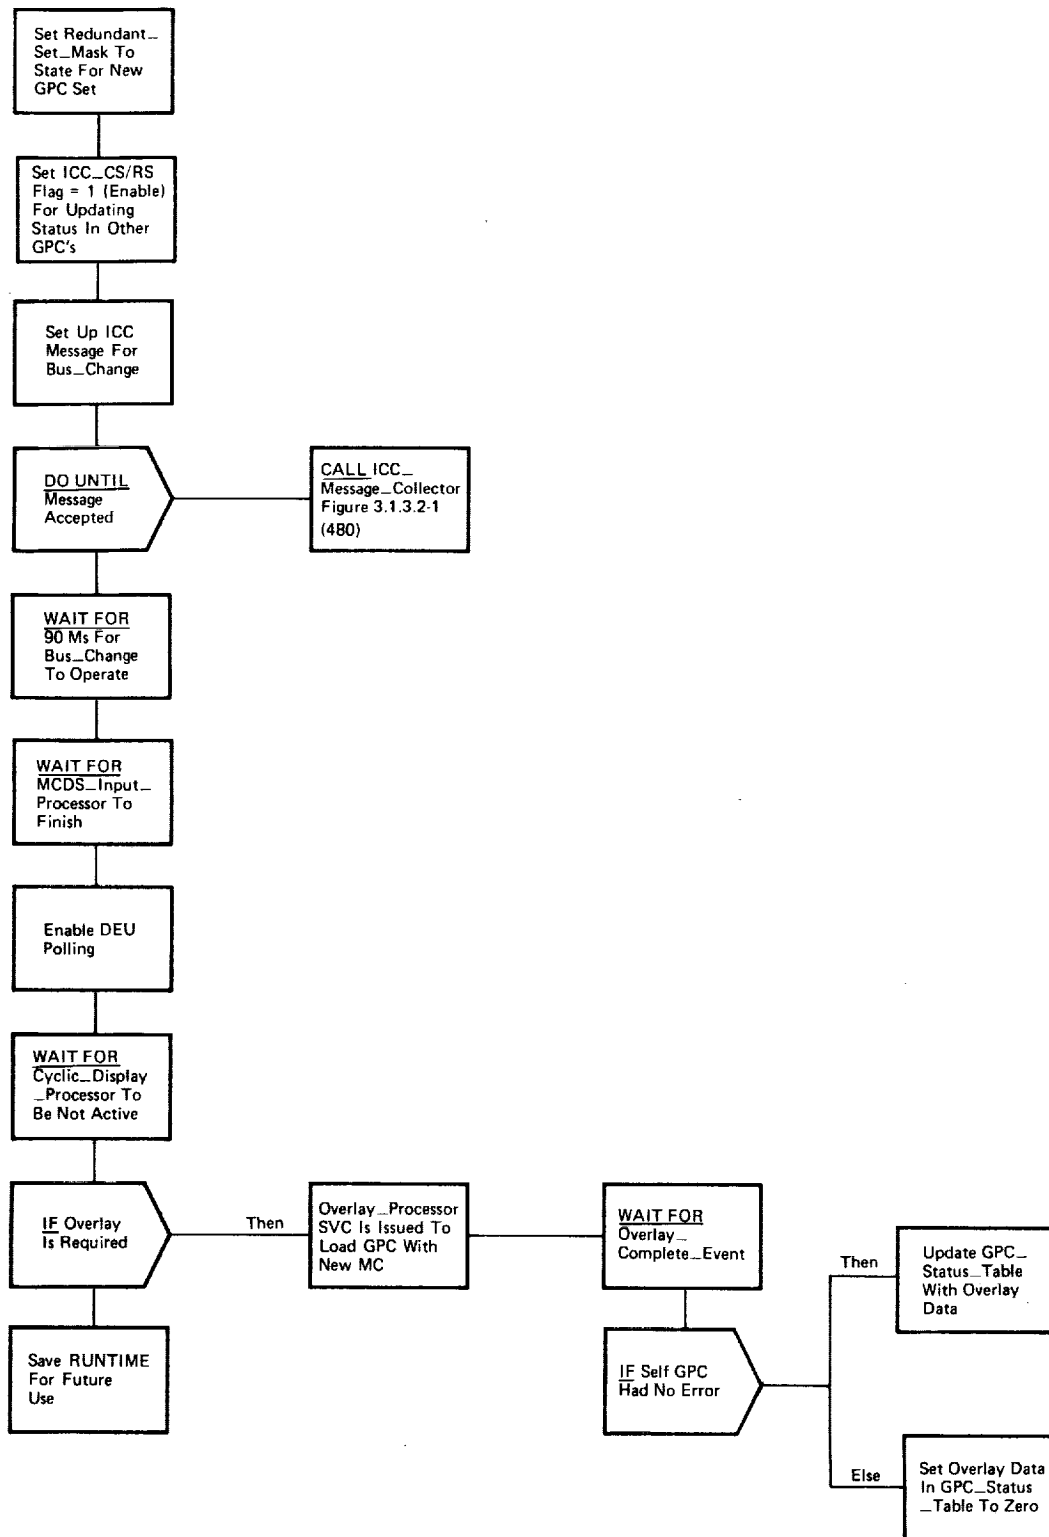 Set Redundant_
Set_Mask To
State For New
GPC Set
Set ICC_CS/RS
Flag = 1 (Enable)
For Updating
Status In Other
GPC's
Set Up ICC
Message For
Bus_Change
DO UNTIL
Message
Accepted
CALL ICC_
Message_Collector
Figure 3.1.3.2-1
(480)
WAIT FOR
90 Ms For
Bus_Change
To Operate
WAIT FOR
MCDS_Input_
Processor To
Finish
Enable DEU
Polling
WAIT FOR
Cyclic_Display
_Processor To
Be Not Active
IF Overlay
Is Required
Then
Overlay_Processor
SVC Is Issued To
Load GPC With
New MC
WAIT FOR
Overlay_
Complete_Event
Then
Update GPC_
Status_Table
With Overlay
Data
Save RUNTIME
For Future
Use
IF Self GPC
Had No Error
Else
Set Overlay Data
In GPC_Status
_Table To Zero